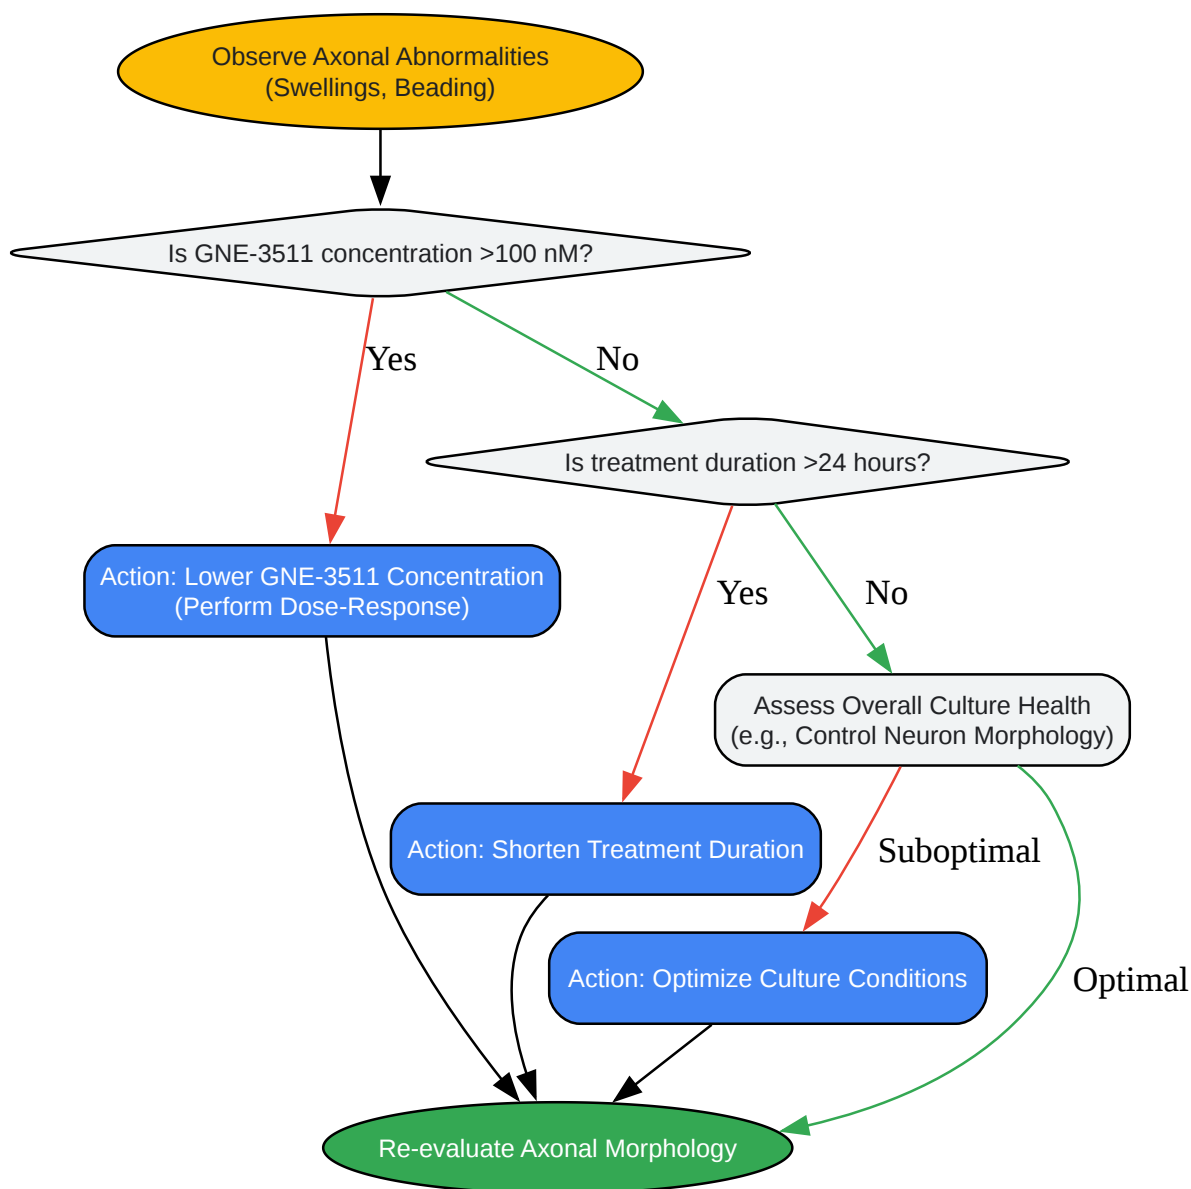 Observe Axonal Abnormalities
(Swellings, Beading)
Is GNE-3511 concentration >100 nM?
Yes
No
Is treatment duration >24 hours?
Action: Lower GNE-3511 Concentration
(Perform Dose-Response)
Yes
No
Assess Overall Culture Health
(e.g., Control Neuron Morphology)
Action: Shorten Treatment Duration
Suboptimal
Action: Optimize Culture Conditions
Optimal
Re-evaluate Axonal Morphology